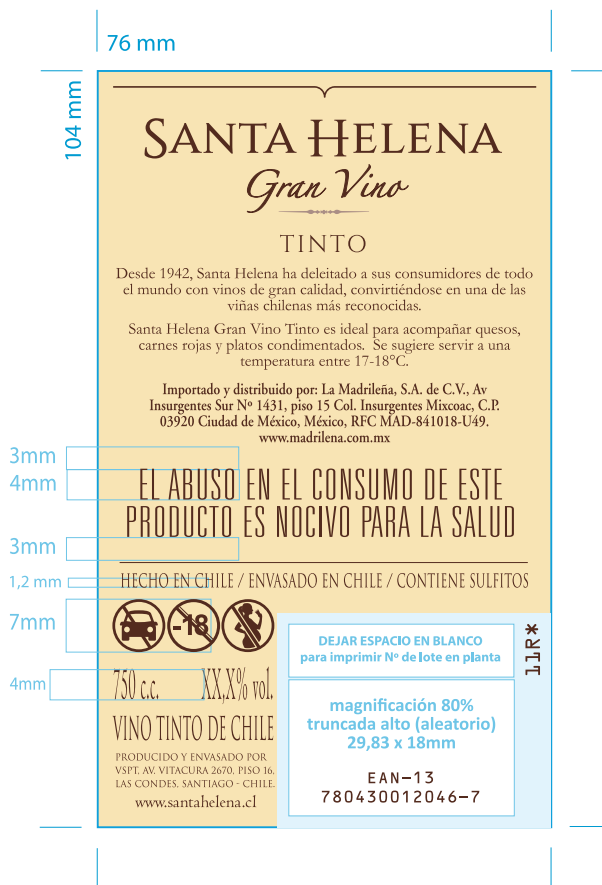 76 mm
104 mm
SANTA HELENA
Gran Vino
TINTO
Desde 1942, Santa Helena ha deleitado a sus consumidores de todo
el mundo con vinos de gran calidad, convirtiéndose en una de las
viñas chilenas más reconocidas.
Santa Helena Gran Vino Tinto es ideal para acompañar quesos,
carnes rojas y platos condimentados. Se sugiere servir a una
temperatura entre 17-18°C.
Importado y distribuido por: La Madrileña, S.A. de C.V., Av
Insurgentes Sur Nº 1431, piso 15 Col. Insurgentes Mixcoac, C.P.
03920 Ciudad de México, México, RFC MAD-841018-U49.
www.madrilena.com.mx
3mm
4mm
EL ABUSO EN EL CONSUMO DE ESTE
PRODUCTO ES NOCIVO PARA LA SALUD
3mm
1,2 mm
HECHO EN CHILE / ENVASADO EN CHILE / CONTIENE SULFITOS
7mm
-18
4mm
750 c.c. XX,X% vol.
VINO TINTO DE CHILE
PRODUCIDO Y ENVASADO POR
VSPT. AV. VITACURA 2670. PISO 16,
LAS CONDES. SANTIAGO - CHILE.
www.santahelena.cl
DEJAR ESPACIO EN BLANCO
para imprimir Nº de lote en planta
11R*
magnificación 80%
truncada alto (aleatorio)
29,83 x 18mm
EAN-13
780430012046-7